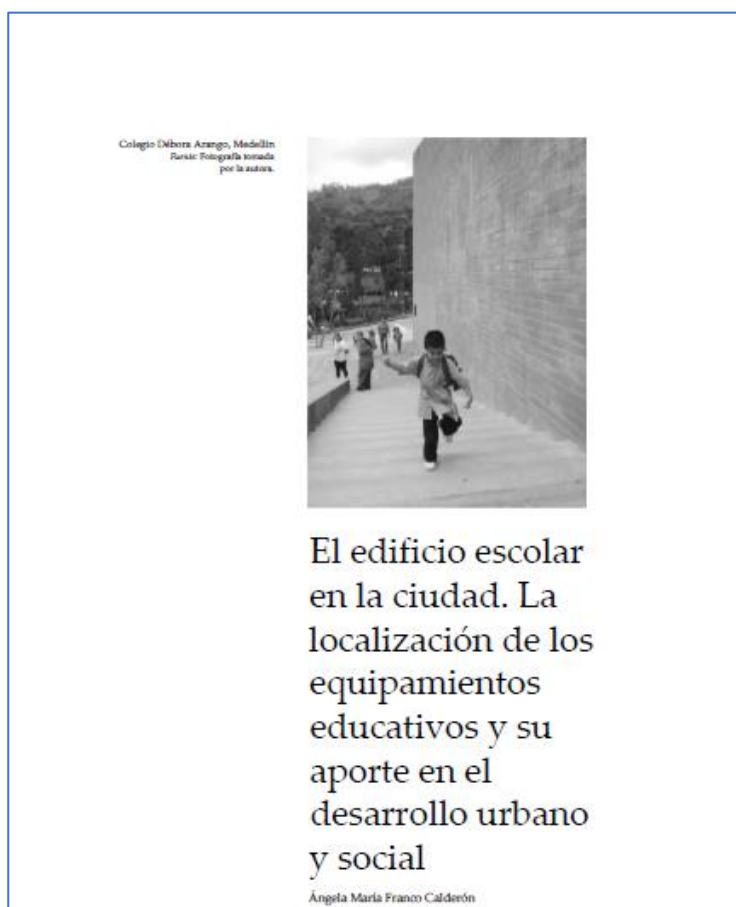 Colegio Débora Arango, Medellín
Fuente: Fotografía tomada
por la autora.
El edificio escolar
en la ciudad. La
localización de los
equipamientos
educativos y su
aporte en el
desarrollo urbano
y social
Ángela María Franco Calderón